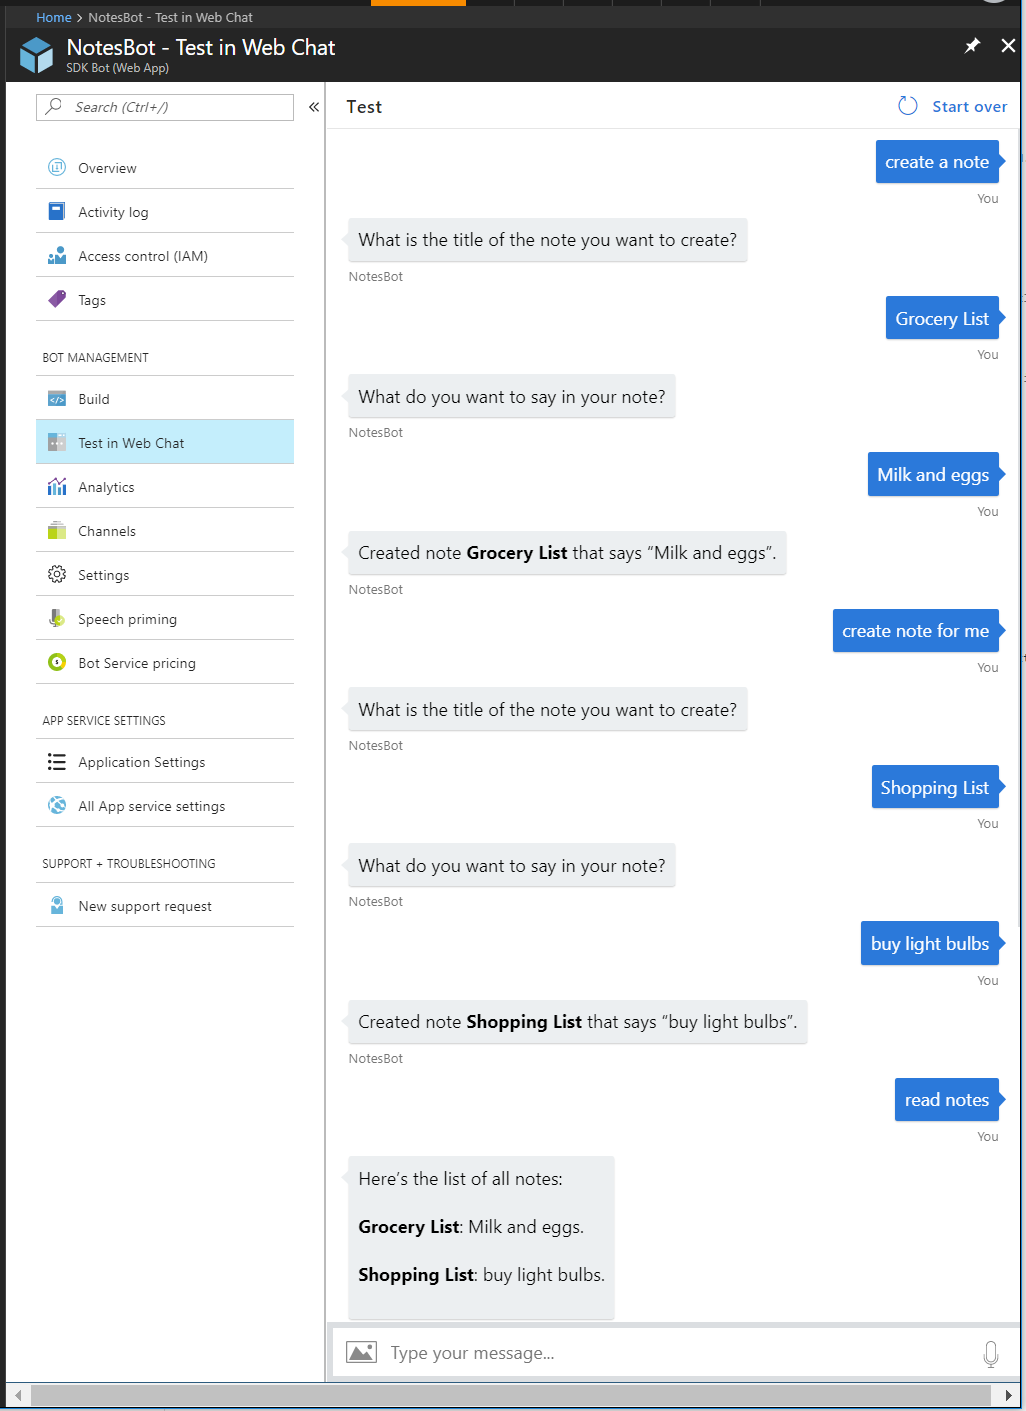 Home > NotesBot - Test in Web Chat
NotesBot - Test in Web Chat
SDK Bot (Web App)
Search (Ctrl+/)
«
Overview
Activity log
Access control (IAM)
Tags
BOT MANAGEMENT
Build
Test in Web Chat
Analytics
Channels
Settings
Speech priming
Bot Service pricing
APP SERVICE SETTINGS
Application Settings
All App service settings
SUPPORT + TROUBLESHOOTING
New support request
Test
Start over
create a note
You
What is the title of the note you want to create?
NotesBot
Grocery List
You
What do you want to say in your note?
NotesBot
Milk and eggs
You
Created note Grocery List that says “Milk and eggs”.
NotesBot
create note for me
You
What is the title of the note you want to create?
NotesBot
Shopping List
You
What do you want to say in your note?
NotesBot
buy light bulbs
You
Created note Shopping List that says “buy light bulbs”.
NotesBot
read notes
You
Here’s the list of all notes:
Grocery List: Milk and eggs.
Shopping List: buy light bulbs.
Type your message...